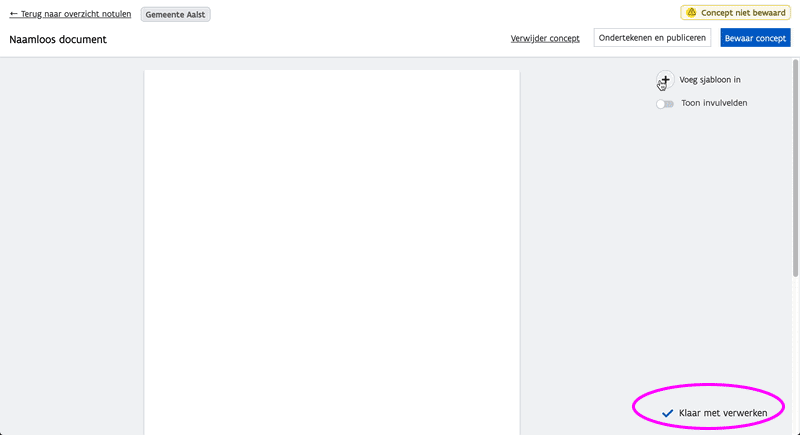 ← Terug naar overzicht notulen
Gemeente Aalst
Concept niet bewaard
Naamloos document
Verwijder concept
Ondertekenen en publiceren
Bewaar concept
Voeg sjabloon in
Toon invulvelden
Klaar met verwerken